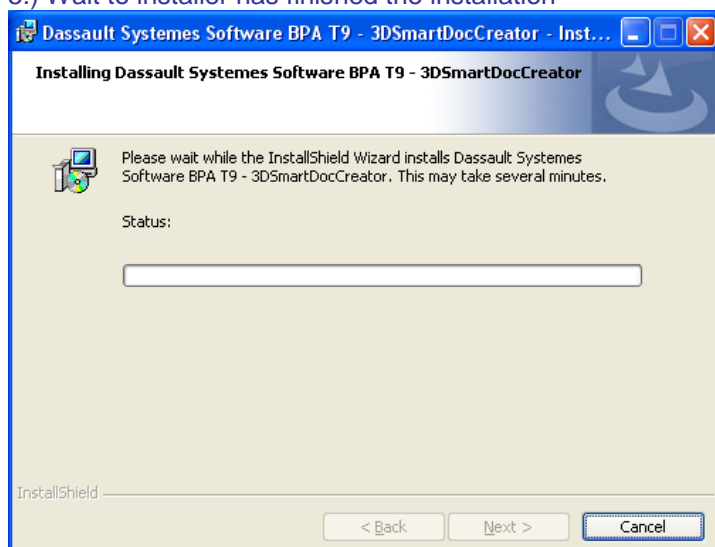 Wait to installer has finished the installation
Dassault Systemes Software BPA T9 - 3DSmartDocCreator - Inst...
Installing Dassault Systemes Software BPA T9 - 3DSmartDocCreator
Please wait while the InstallShield Wizard installs Dassault Systemes
Software BPA T9 - 3DSmartDocCreator. This may take several minutes.
Status:
InstallShield
< Back
Next >
Cancel